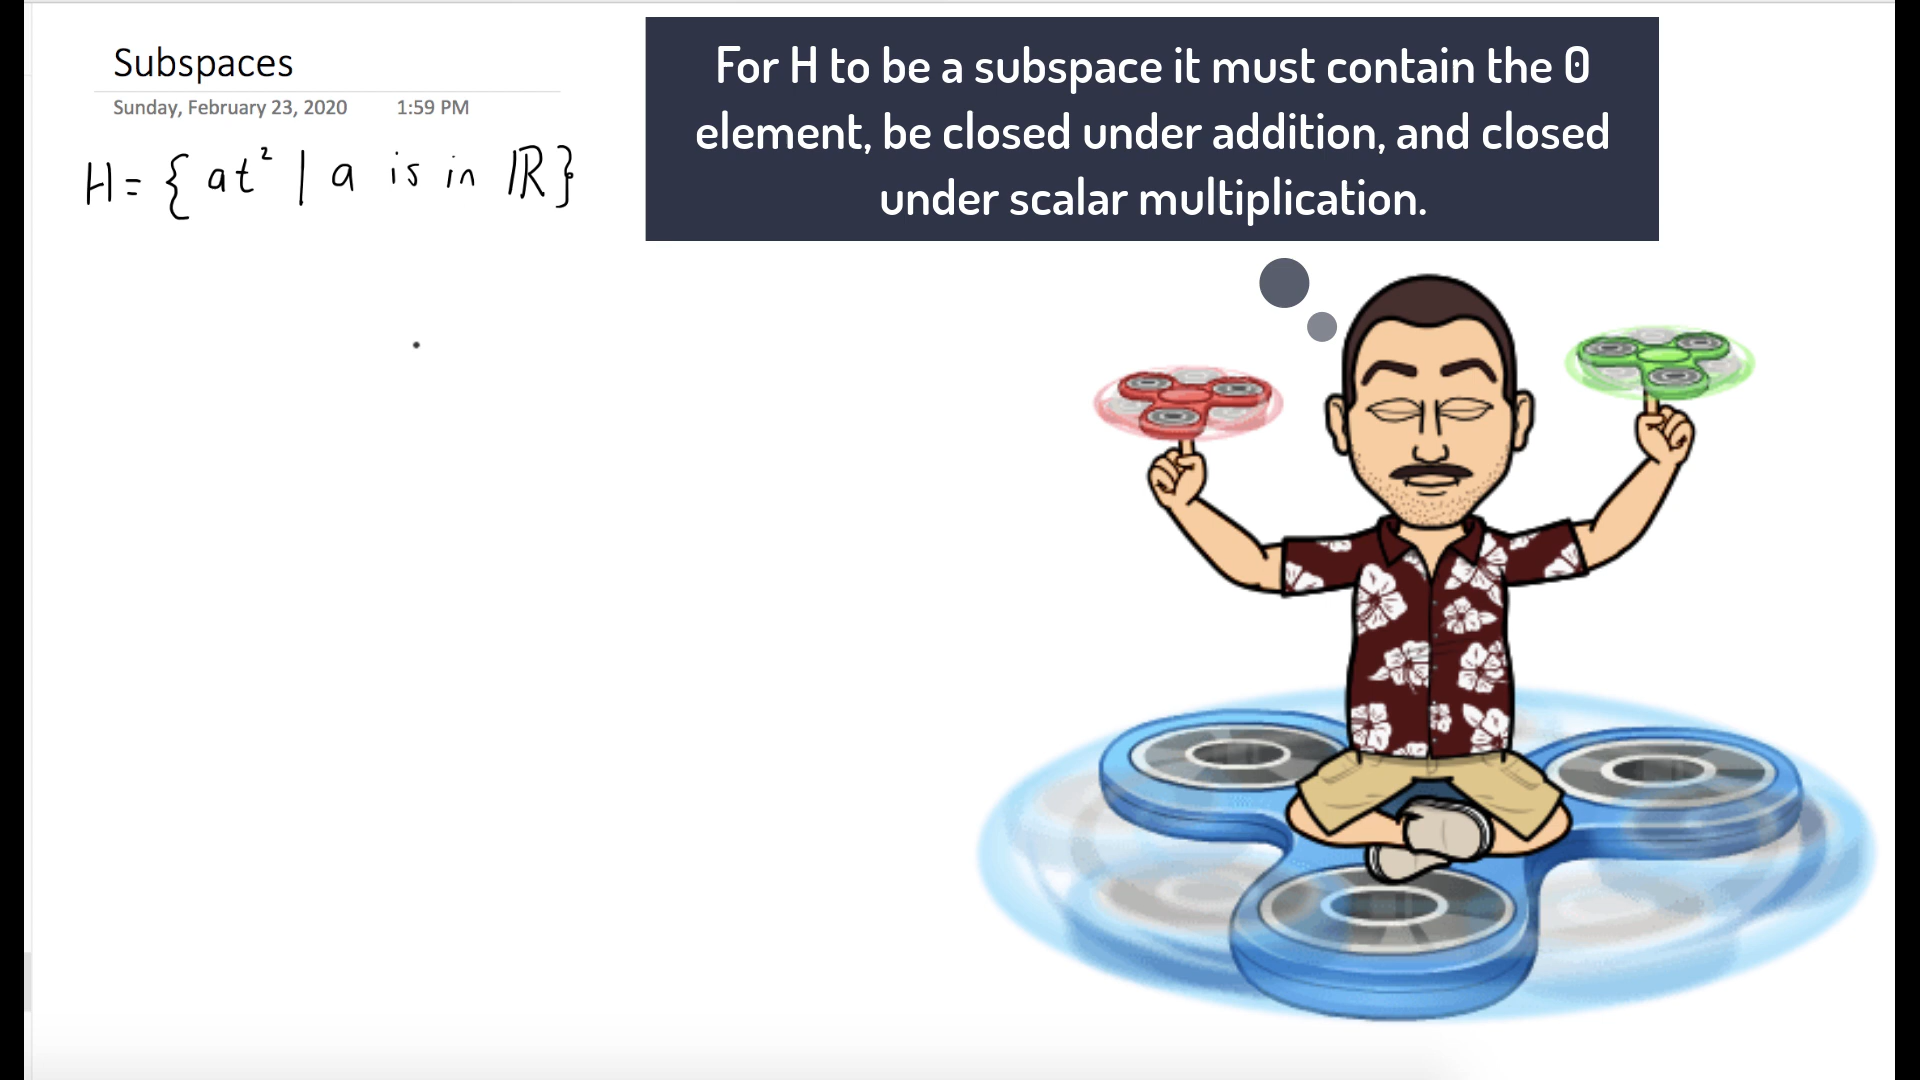 Subspaces
Sunday, February 23, 2020 1:59 PM
H = { at² | a is in ℝ}
For H to be a subspace it must contain the 0
element, be closed under addition, and closed
under scalar multiplication.